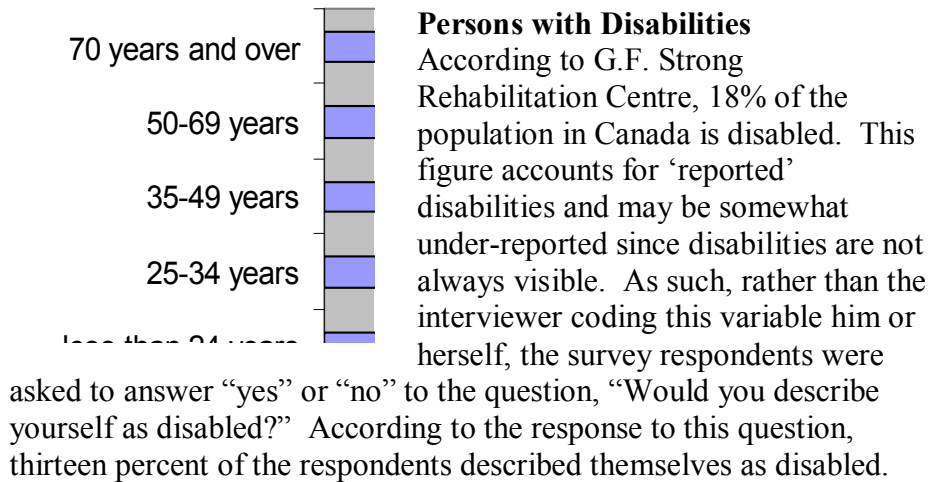 70 years and over
50-69 years
35-49 years
25-34 years
Persons with Disabilities
According to G.F. Strong
Rehabilitation Centre, 18% of the
population in Canada is disabled.  This
figure accounts for ‘reported’
disabilities and may be somewhat
under-reported since disabilities are not
always visible.  As such, rather than the
interviewer coding this variable him or
herself, the survey respondents were
asked to answer “yes” or “no” to the question, “Would you describe
yourself as disabled?”  According to the response to this question,
thirteen percent of the respondents described themselves as disabled.